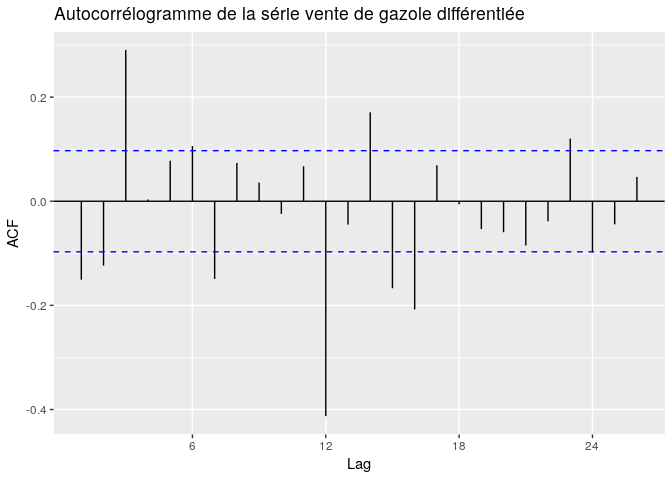 Autocorrélogramme de la série vente de gazole différentiée
0.2
0.0
-0.2
-0.4
ACF
6 12 18 24
Lag